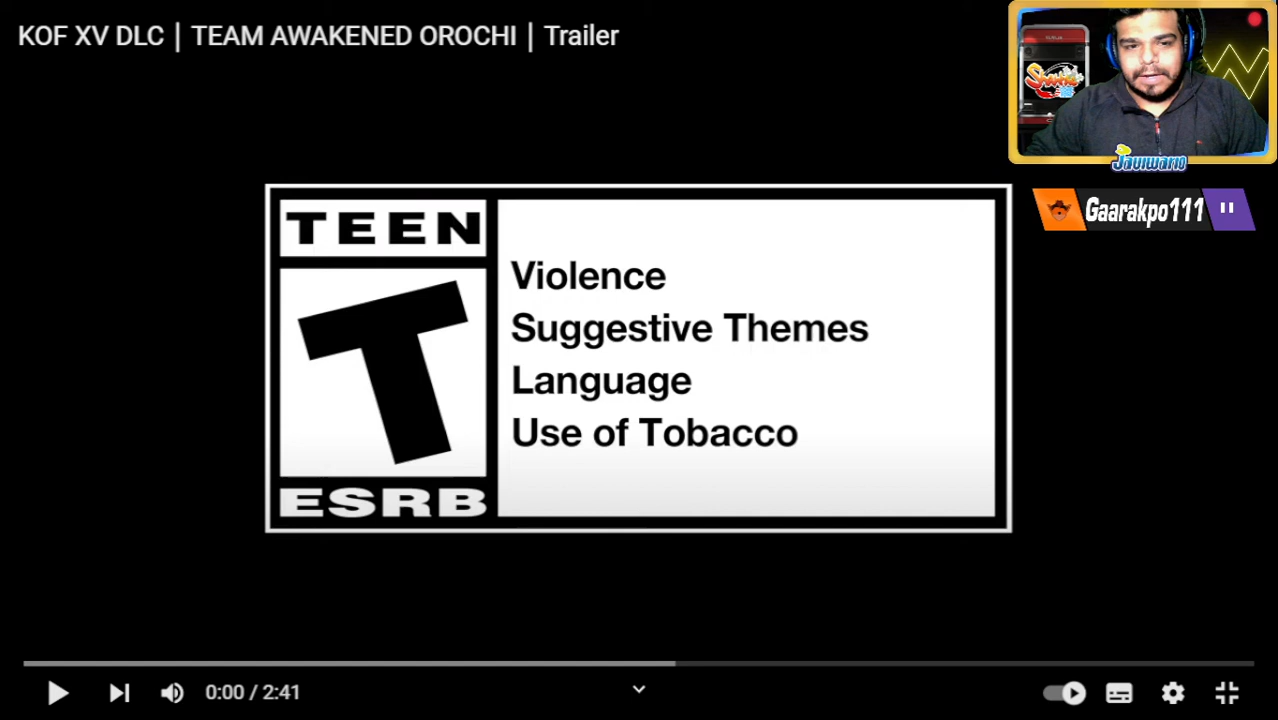 KOF XV DLC | TEAM AWAKENED OROCHI | Trailer
Javiwario
Gaarakpo111
TEEN
T
ESRB
Violence
Suggestive Themes
Language
Use of Tobacco
0:00 / 2:41